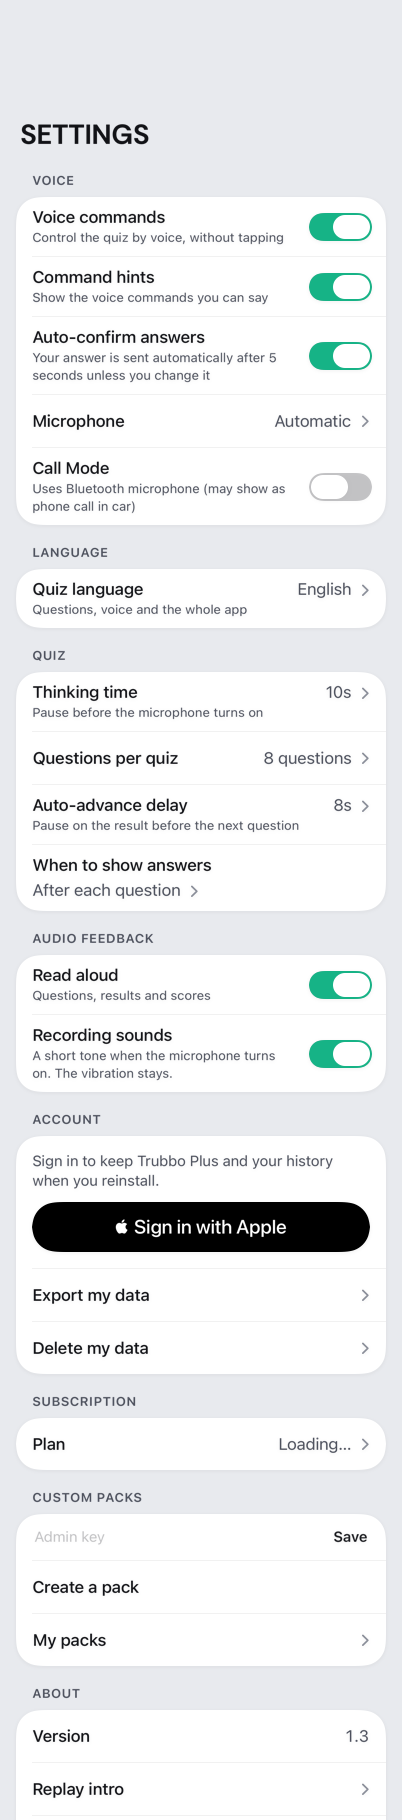 SETTINGS
VOICE
Voice commands
Control the quiz by voice, without tapping
Command hints
Show the voice commands you can say
Auto-confirm answers
Your answer is sent automatically after 5
seconds unless you change it
Microphone Automatic
Call Mode
Uses Bluetooth microphone (may show as
phone call in car)
LANGUAGE
Quiz language English
Questions, voice and the whole app
QUIZ
Thinking time 10s
Pause before the microphone turns on
Questions per quiz 8 questions
Auto-advance delay 8s
Pause on the result before the next question
When to show answers
After each question
AUDIO FEEDBACK
Read aloud
Questions, results and scores
Recording sounds
A short tone when the microphone turns
on. The vibration stays.
ACCOUNT
Sign in to keep Trubbo Plus and your history
when you reinstall.
Sign in with Apple
Export my data
Delete my data
SUBSCRIPTION
Plan Loading...
CUSTOM PACKS
Admin key Save
Create a pack
My packs
ABOUT
Version 1.3
Replay intro